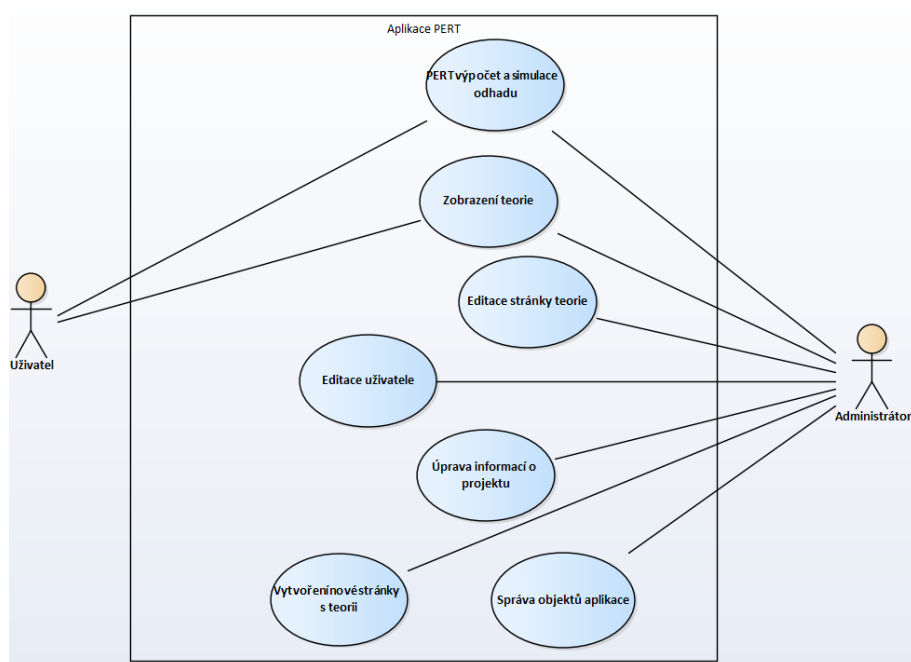 Aplikace PERT
PERT výpočet a simulace
odhadu
Zobrazení teorie
Editace stránky teorie
Uživatel
Editace uživatele
Administrátor
Úprava informací o
projektu
Vytvoření nové stránky
s teorii
Správa objektů aplikace